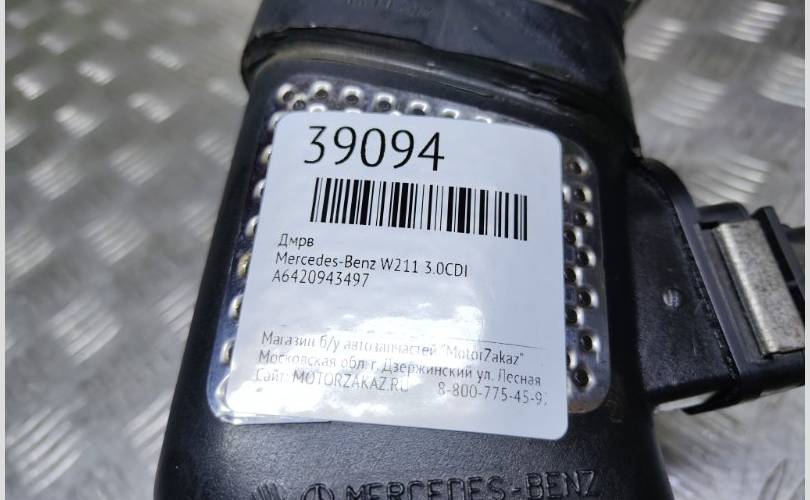 39094
Дмрв
Mercedes-Benz W211 3.0CDI
A6420943497
Магазин б/у автозапчастей "MotorZakaz"
Московская обл. г. Дзержинский ул. Лесная
Сайт: MOTORZAKAZ.RU 8-800-775-45-9
MERCEDES-BENZ